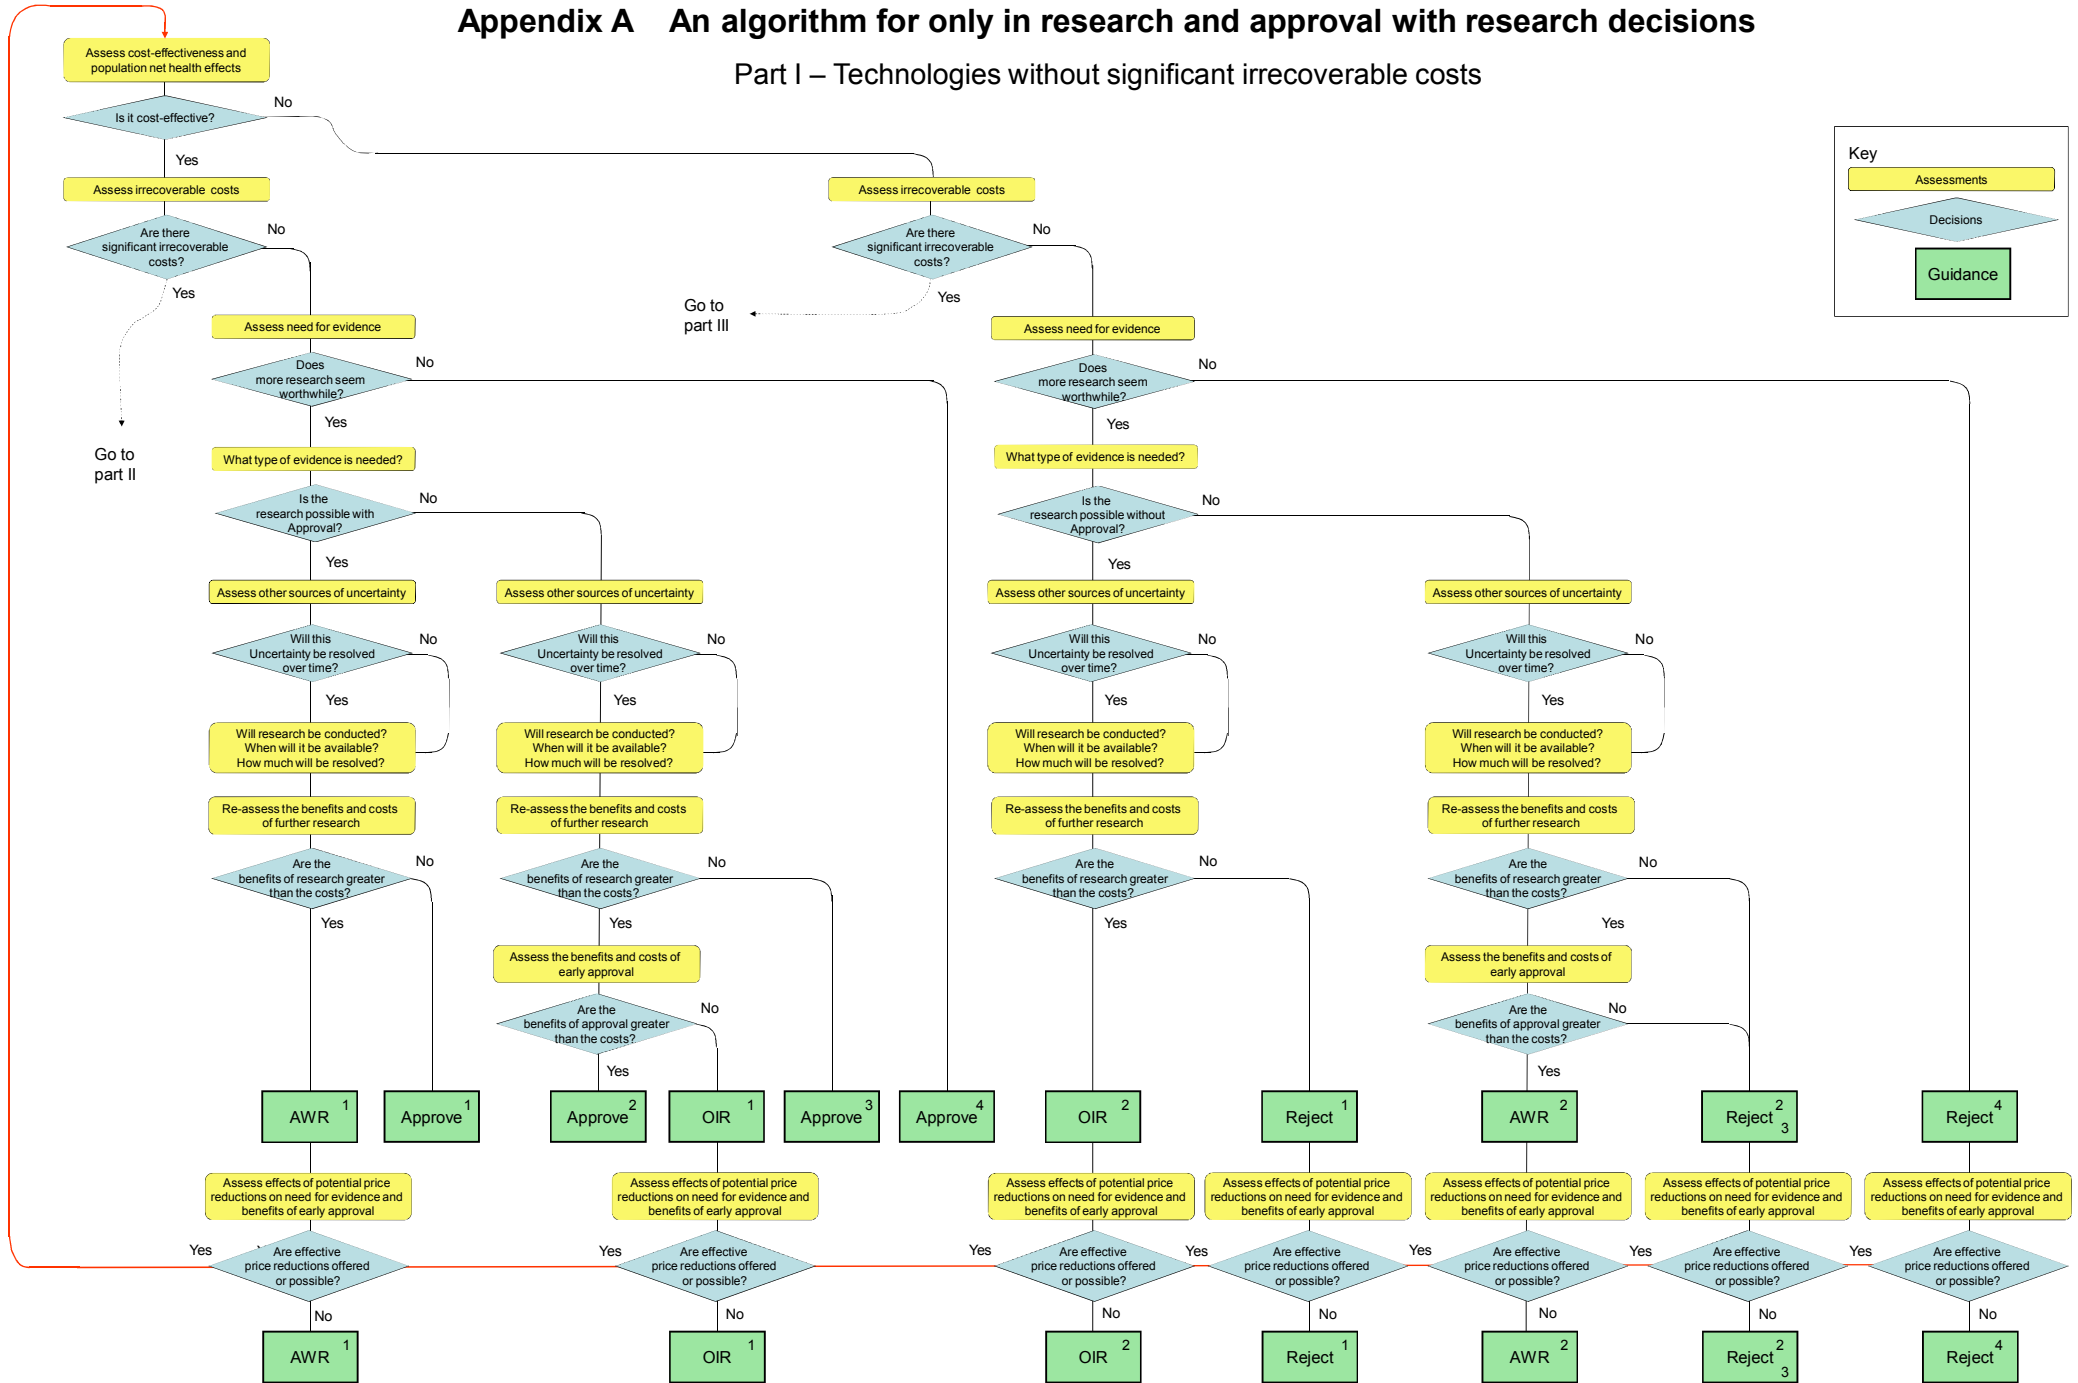 Appendix A An algorithm for only in research and approval with research decisions
Part I – Technologies without significant irrecoverable costs
Assess cost-effectiveness and
population net health effects
Is it cost-effective?
No
Yes
Key
Assessments
Decisions
Guidance
Assess irrecoverable costs
Assess irrecoverable costs
Are there
significant irrecoverable
costs?
No
Yes
Are there
significant irrecoverable
costs?
No
Yes
Go to
part II
Go to
part III
Assess need for evidence
Does
more research seem
worthwhile?
No
Yes
Assess need for evidence
Does
more research seem
worthwhile?
No
Yes
What type of evidence is needed?
Is the
research possible with
Approval?
No
Yes
What type of evidence is needed?
Is the
research possible without
Approval?
No
Yes
Assess other sources of uncertainty
Will this
Uncertainty be resolved
over time?
No
Yes
Will research be conducted?
When will it be available?
How much will be resolved?
Re-assess the benefits and costs
of further research
Are the
benefits of research greater
than the costs?
No
Yes
Assess other sources of uncertainty
Will this
Uncertainty be resolved
over time?
No
Yes
Will research be conducted?
When will it be available?
How much will be resolved?
Re-assess the benefits and costs
of further research
Are the
benefits of research greater
than the costs?
No
Yes
Assess the benefits and costs of
early approval
Are the
benefits of approval greater
than the costs?
No
Yes
Assess other sources of uncertainty
Will this
Uncertainty be resolved
over time?
No
Yes
Will research be conducted?
When will it be available?
How much will be resolved?
Re-assess the benefits and costs
of further research
Are the
benefits of research greater
than the costs?
No
Yes
Assess other sources of uncertainty
Will this
Uncertainty be resolved
over time?
No
Yes
Will research be conducted?
When will it be available?
How much will be resolved?
Re-assess the benefits and costs
of further research
Are the
benefits of research greater
than the costs?
No
Yes
Assess the benefits and costs of
early approval
Are the
benefits of approval greater
than the costs?
No
Yes
AWR 1
Approve 1
Approve 2
OIR 1
Approve 3
Approve 4
OIR 2
Reject 1
AWR 2
Reject 2
3
Reject 4
Assess effects of potential price
reductions on need for evidence and
benefits of early approval
Yes
Are effective
price reductions offered
or possible?
No
AWR 1
Assess effects of potential price
reductions on need for evidence and
benefits of early approval
Yes
Are effective
price reductions offered
or possible?
No
OIR 1
Assess effects of potential price
reductions on need for evidence and
benefits of early approval
Yes
Are effective
price reductions offered
or possible?
No
OIR 2
Assess effects of potential price
reductions on need for evidence and
benefits of early approval
Yes
Are effective
price reductions offered
or possible?
No
Reject 1
Assess effects of potential price
reductions on need for evidence and
benefits of early approval
Yes
Are effective
price reductions offered
or possible?
No
AWR 2
Assess effects of potential price
reductions on need for evidence and
benefits of early approval
Yes
Are effective
price reductions offered
or possible?
No
Reject 2
3
Assess effects of potential price
reductions on need for evidence and
benefits of early approval
Yes
Are effective
price reductions offered
or possible?
No
Reject 4